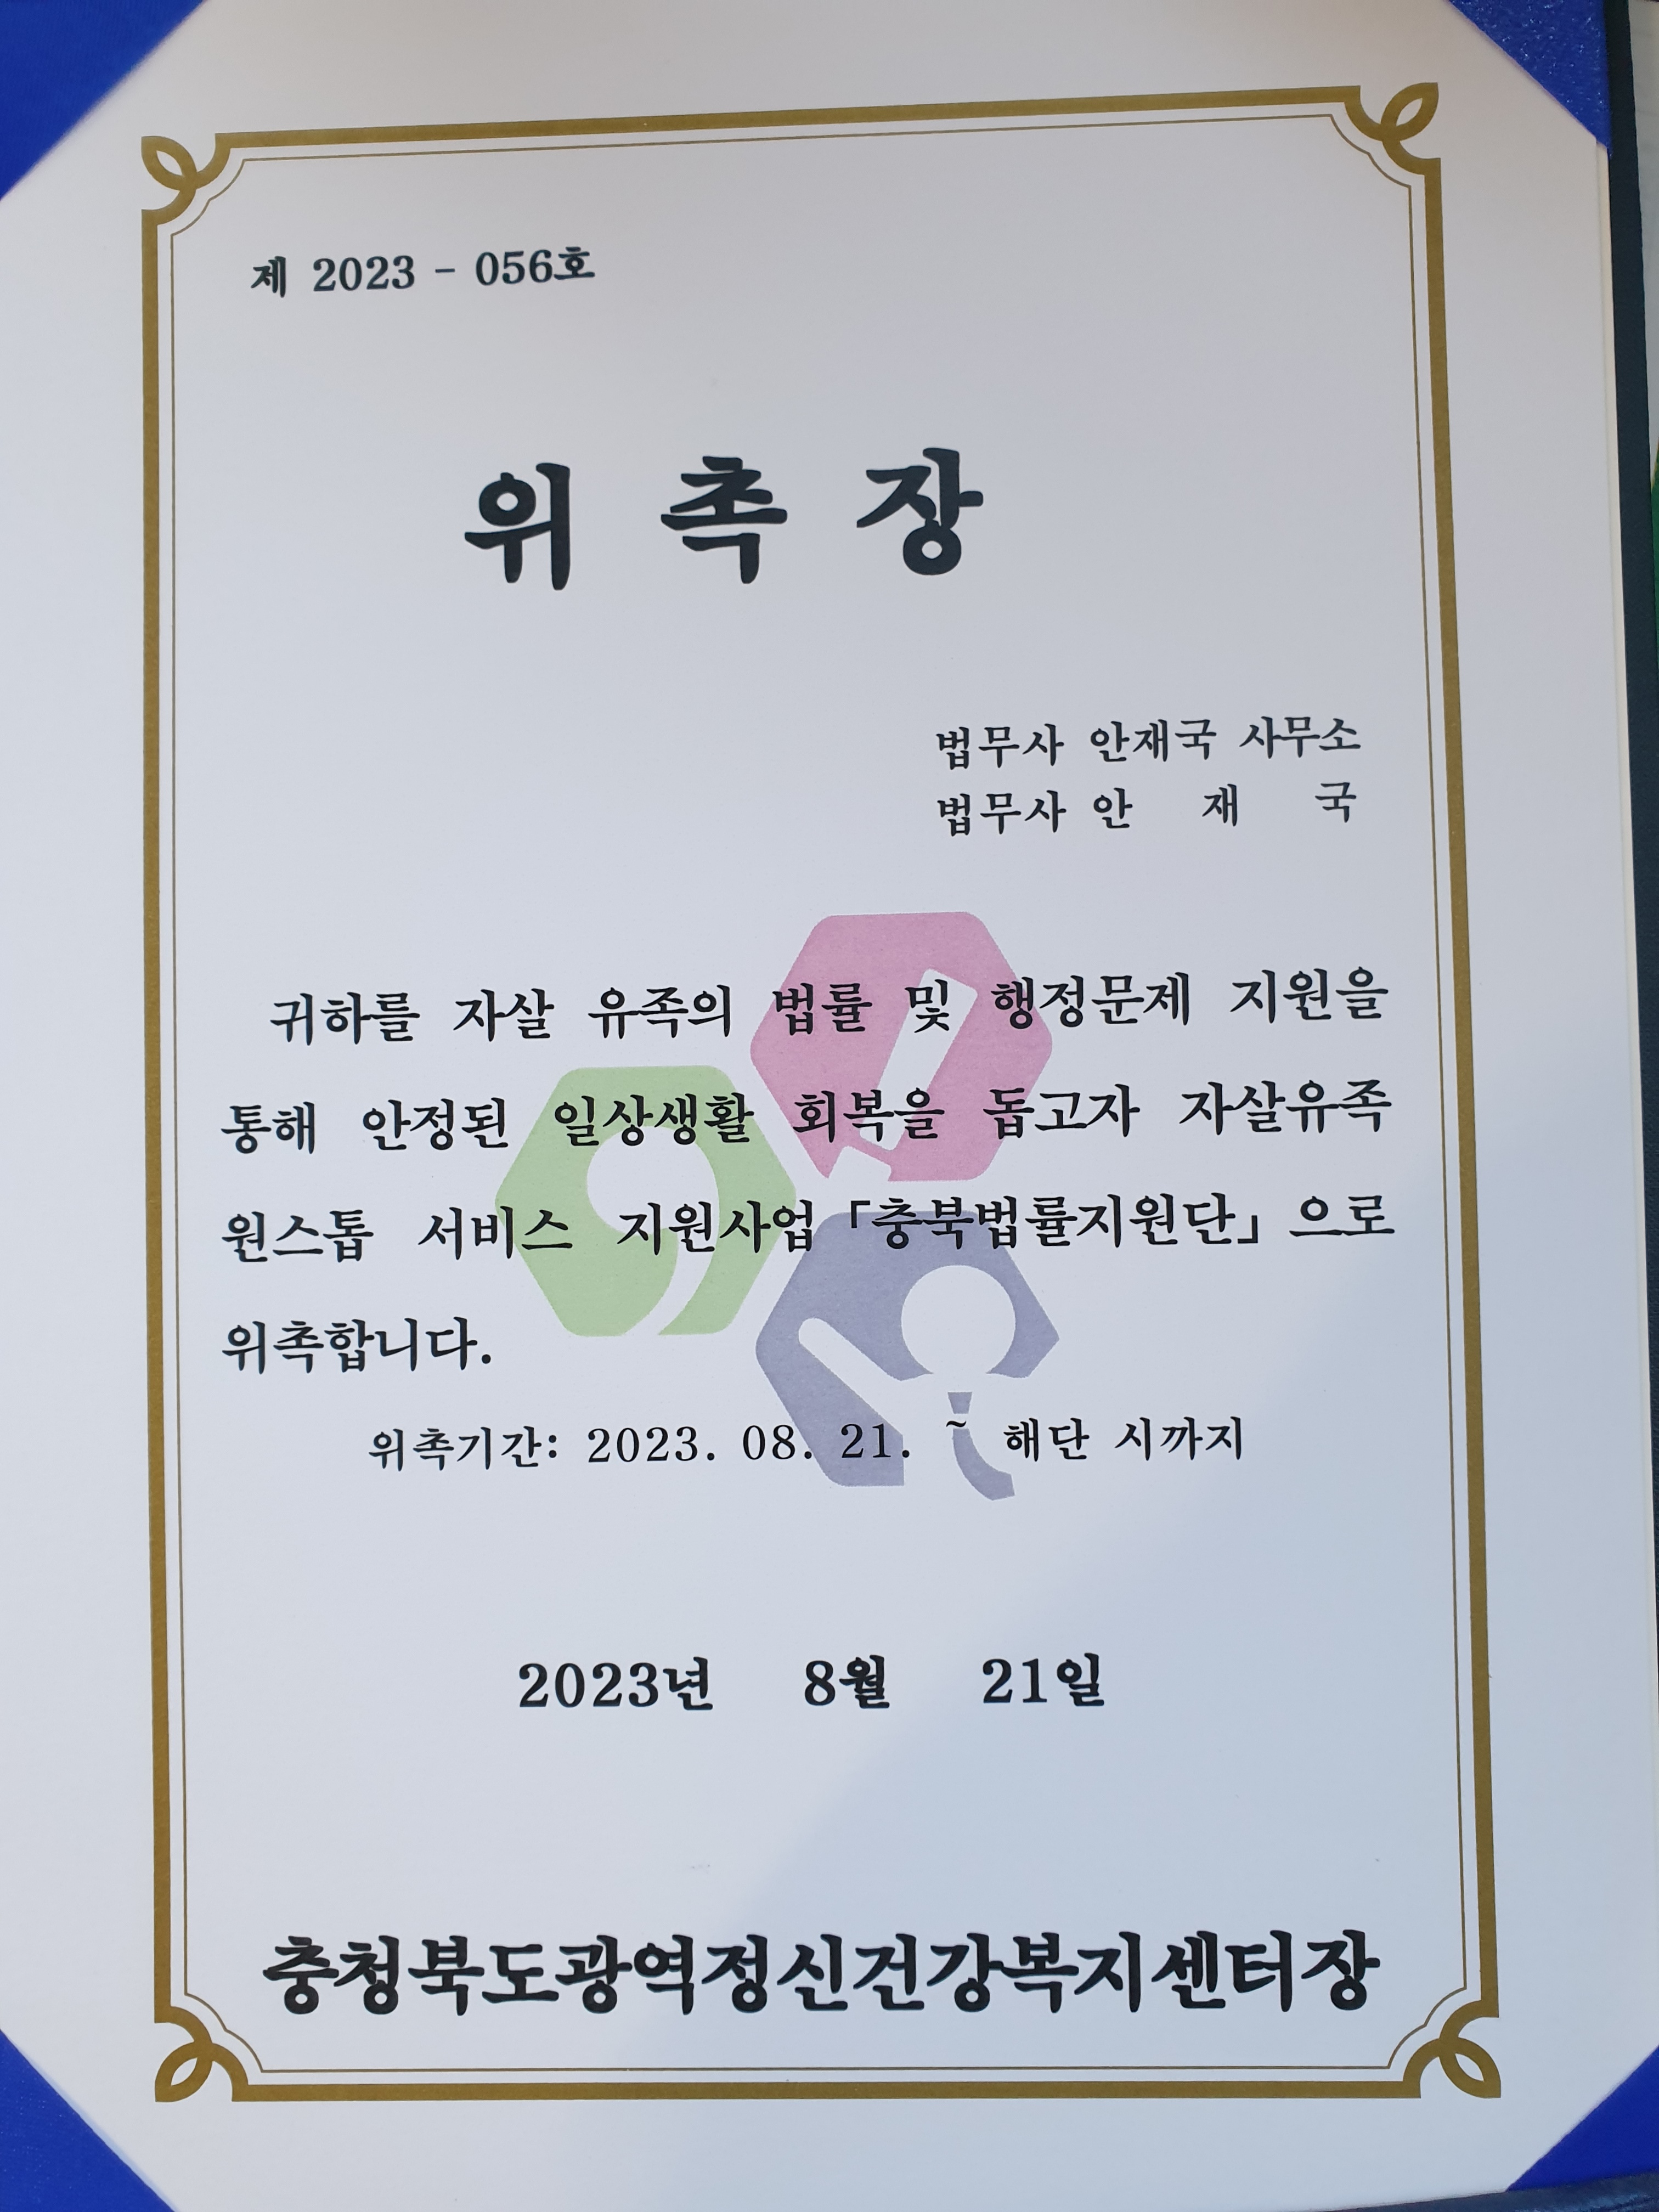 제 2023 - 056호
위 촉 장
법무사 안재국 사무소
법무사 안 재 국
귀하를 자살 유족의 법률 및 행정문제 지원을
통해 안정된 일상생활 회복을 돕고자 자살유족
원스톱 서비스 지원사업 「충북법률지원단」 으로
위촉합니다.
위촉기간: 2023. 08. 21. ~ 해단 시까지
2023년 8월 21일
충청북도광역정신건강복지센터장